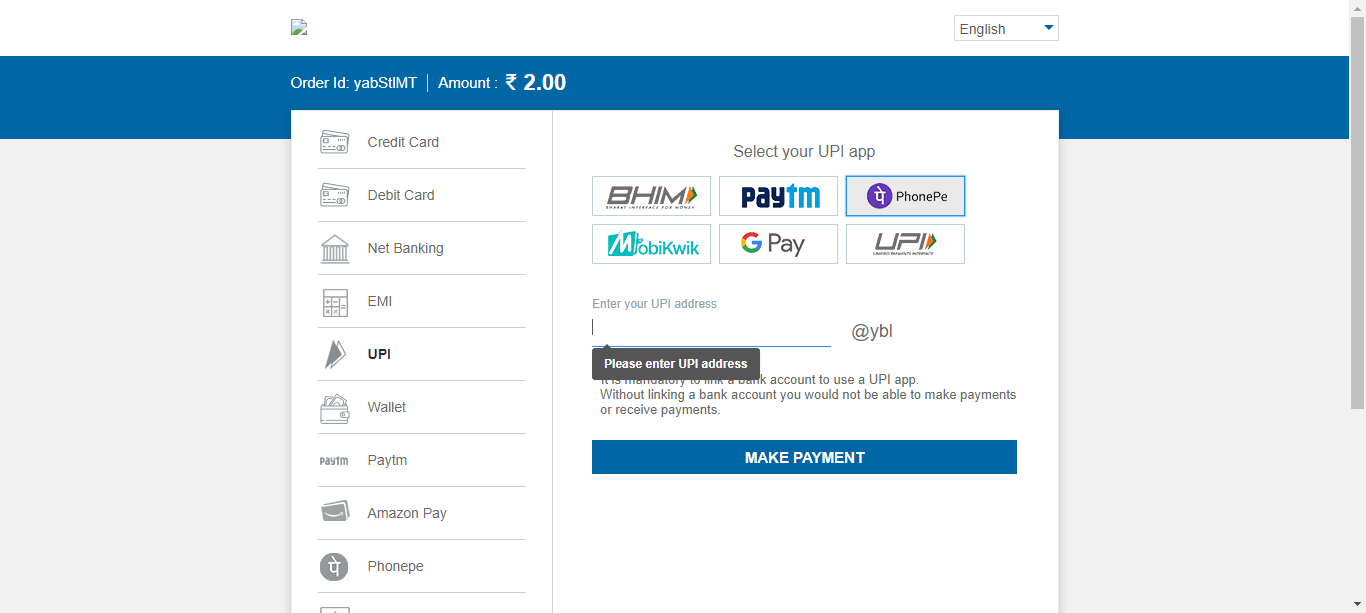 English
Order Id: yabStlMT Amount : ₹ 2.00
Credit Card
Debit Card
Net Banking
EMI
UPI
Wallet
paytm Paytm
Amazon Pay
पे Phonepe
Select your UPI app
BHIM BHARAT INTERFACE FOR MONEY paytm पे PhonePe
MobiKwik G Pay UPI UNIFIED PAYMENTS INTERFACE
Enter your UPI address
@ybl
Please enter UPI address
It is mandatory to link a bank account to use a UPI app.
Without linking a bank account you would not be able to make payments
or receive payments.
MAKE PAYMENT